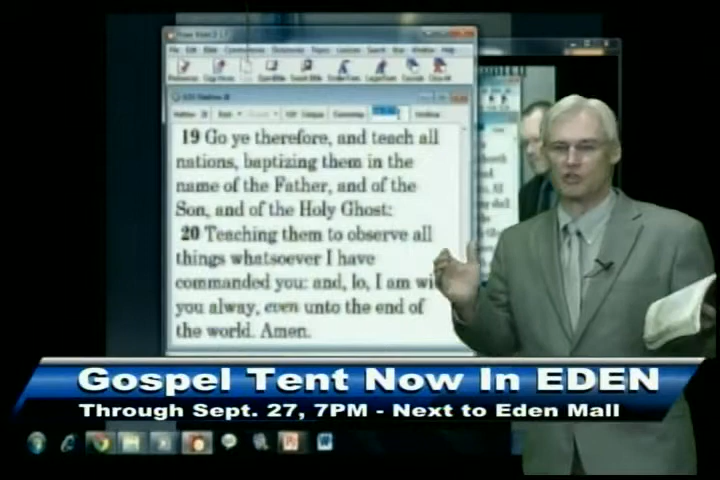 19 Go ye therefore, and teach all
nations, baptizing them in the
name of the Father, and of the
Son, and of the Holy Ghost:
20 Teaching them to observe all
things whatsoever I have
commanded you: and, lo, I am wi
you alway, even unto the end of
the world. Amen.
Gospel Tent Now In EDEN
Through Sept. 27, 7PM - Next to Eden Mall